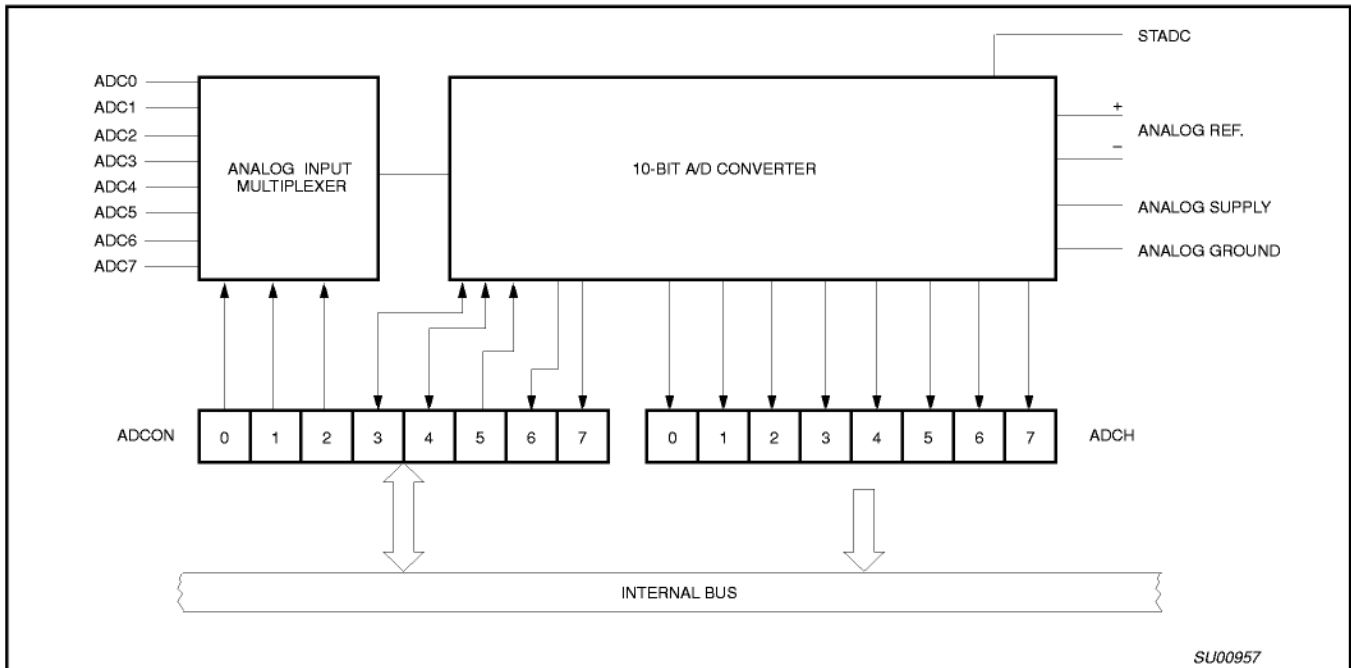 STADC
ADC0
ADC1
ADC2
ADC3
ADC4
ADC5
ADC6
ADC7
ANALOG INPUT
MULTIPLEXER
10-BIT A/D CONVERTER
+
ANALOG REF.
–
ANALOG SUPPLY
ANALOG GROUND
ADCON
0 1 2 3 4 5 6 7
0 1 2 3 4 5 6 7
ADCH
INTERNAL BUS
SU00957